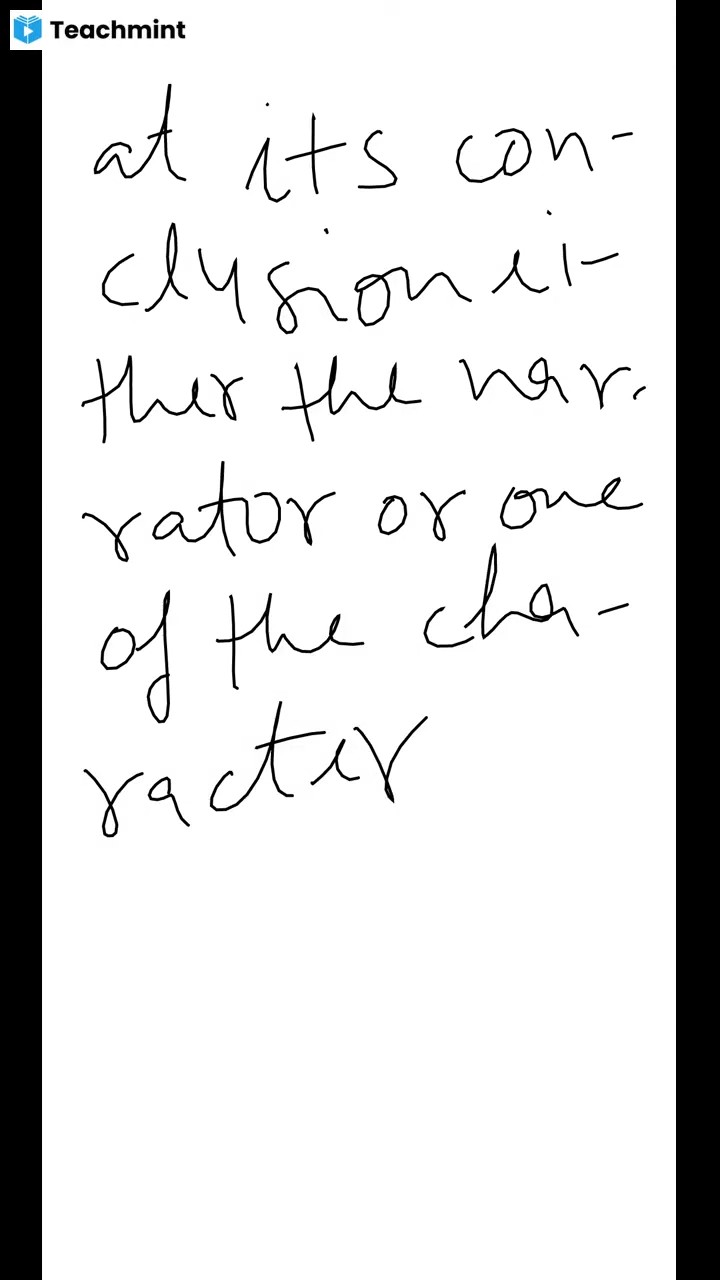 Teachmint
at its con-
clusion ei-
ther the nar-
rator or one
of the cha-
racter